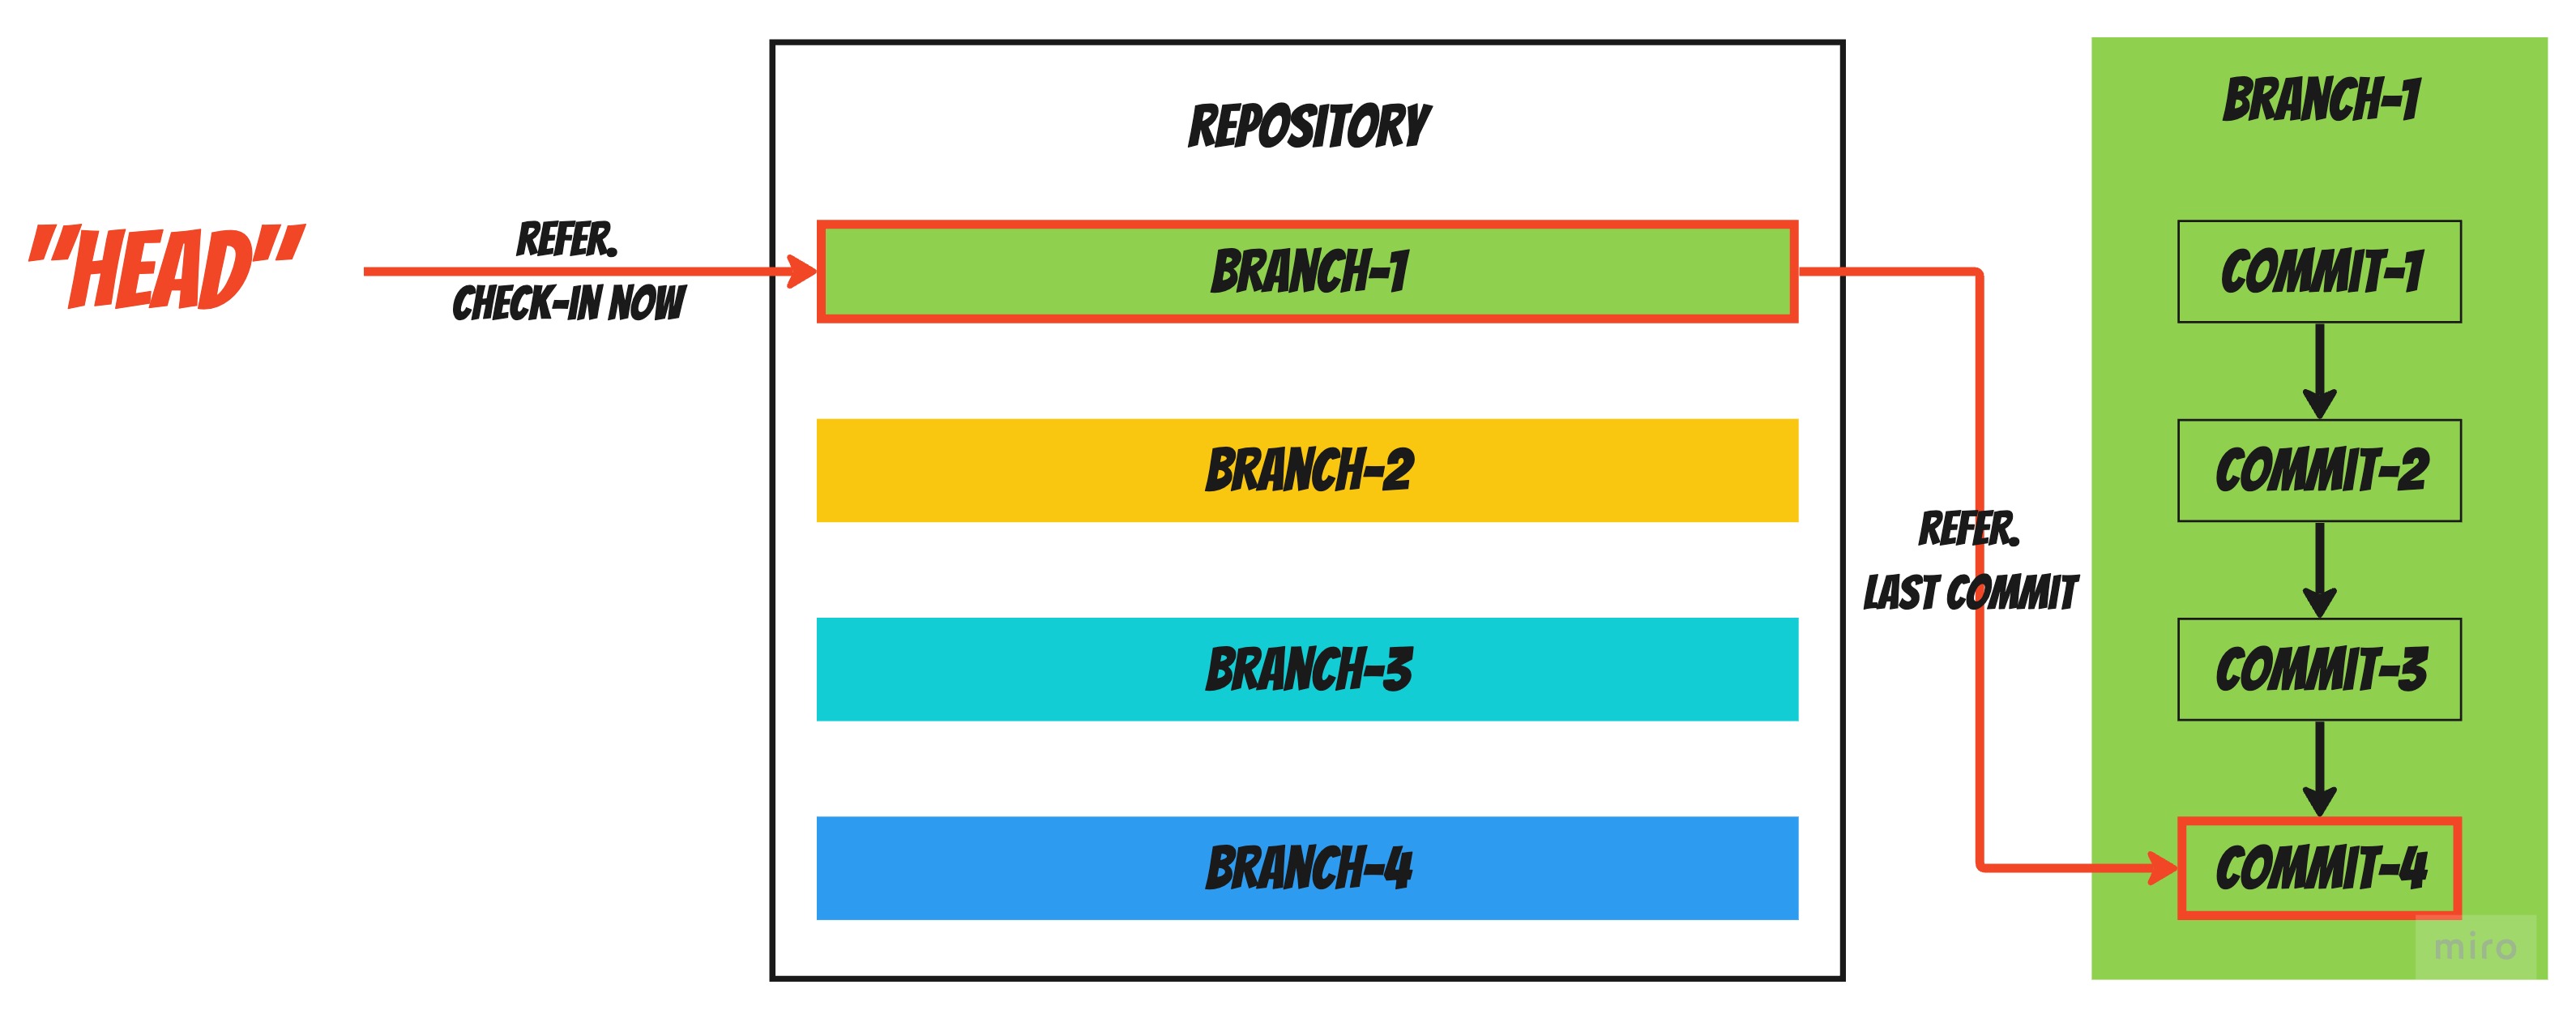 "HEAD"
REFER.
CHECK-IN NOW
REPOSITORY
BRANCH-1
BRANCH-2
BRANCH-3
BRANCH-4
REFER.
LAST COMMIT
BRANCH-1
COMMIT-1
COMMIT-2
COMMIT-3
COMMIT-4
miro